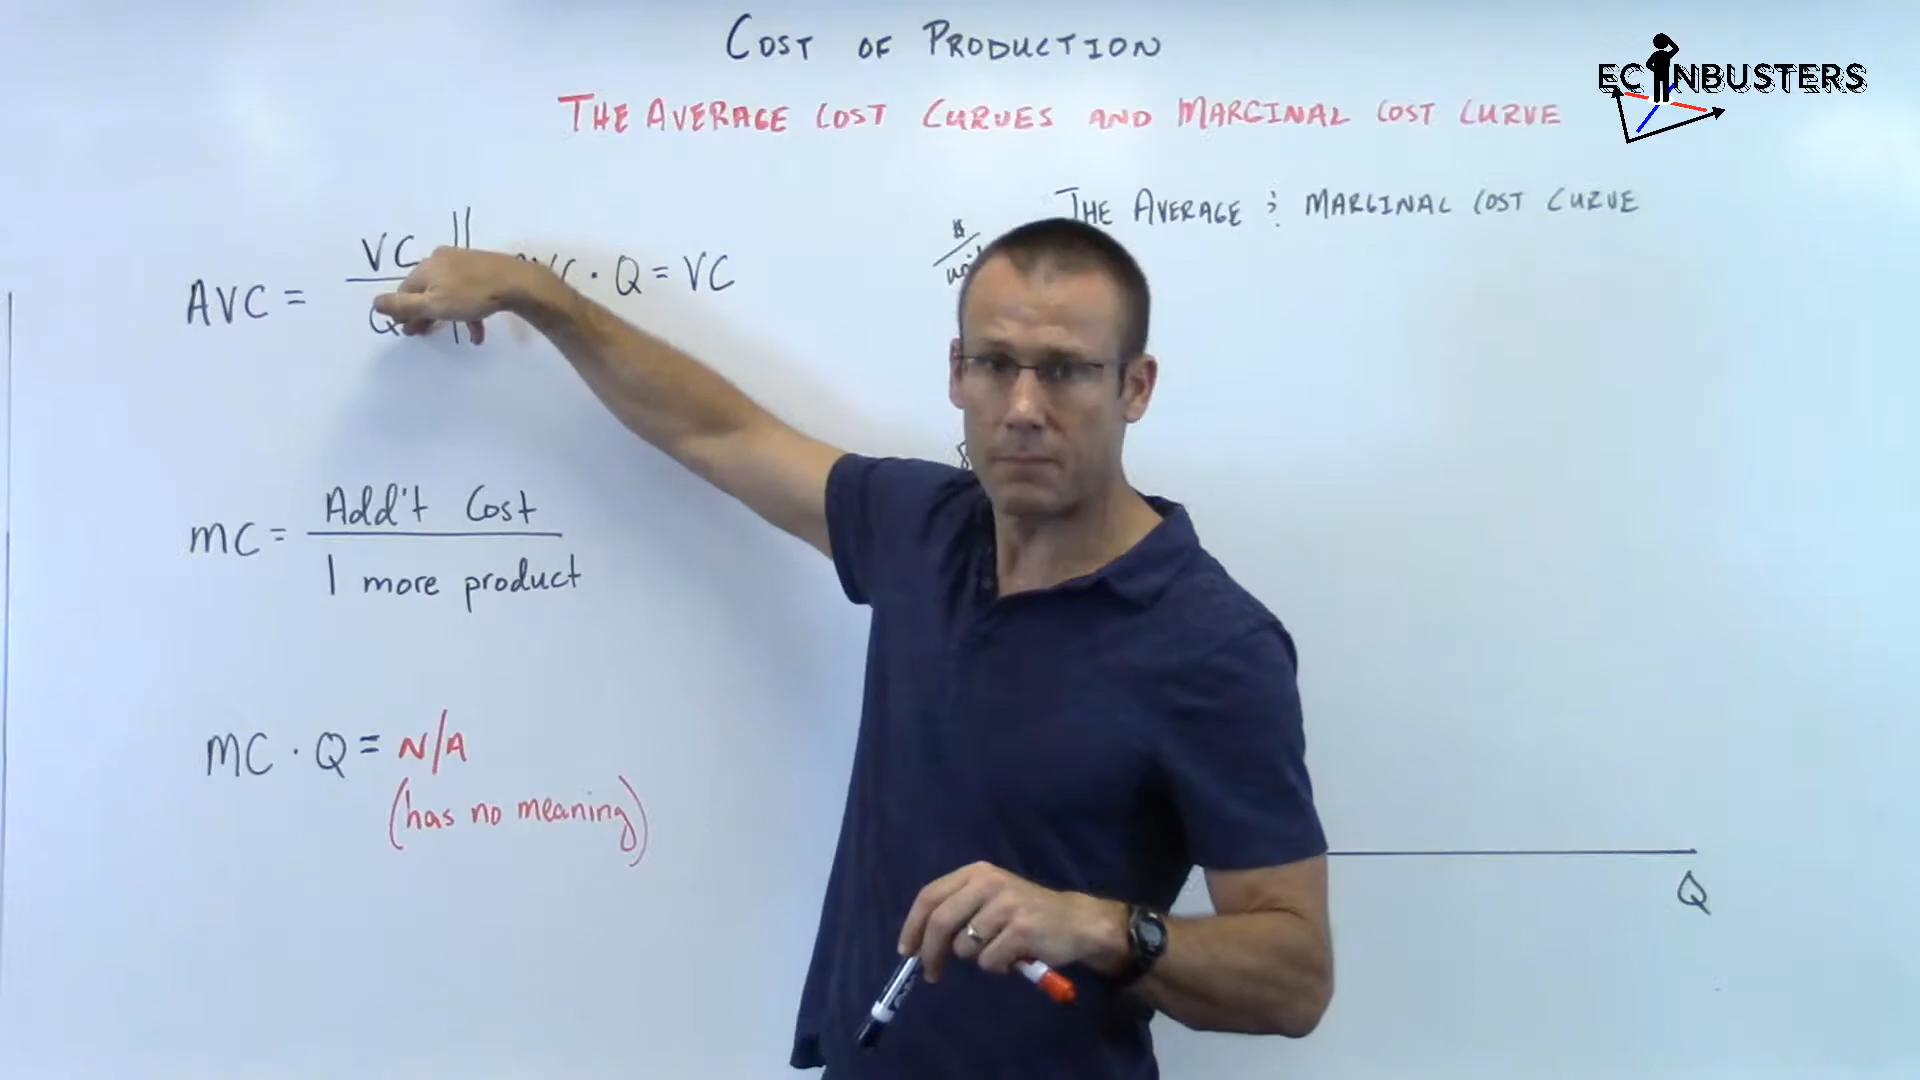 COST OF PRODUCTION
THE AVERAGE COST CURVES AND MARGINAL COST CURVE
ECONBUSTERS
THE AVERAGE & MARGINAL COST CURVE
$
VC
AVC =
Q
· Q = VC
Add't Cost
MC =
1 more product
MC · Q = N/A
(has no meaning)
Q